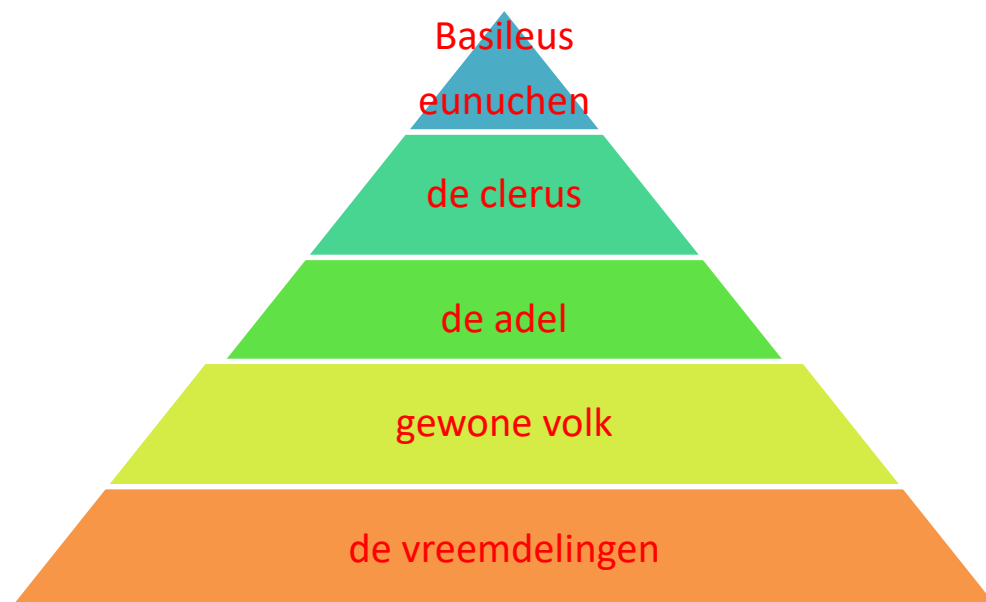 Basileus
eunuchen
de clerus
de adel
gewone volk
de vreemdelingen